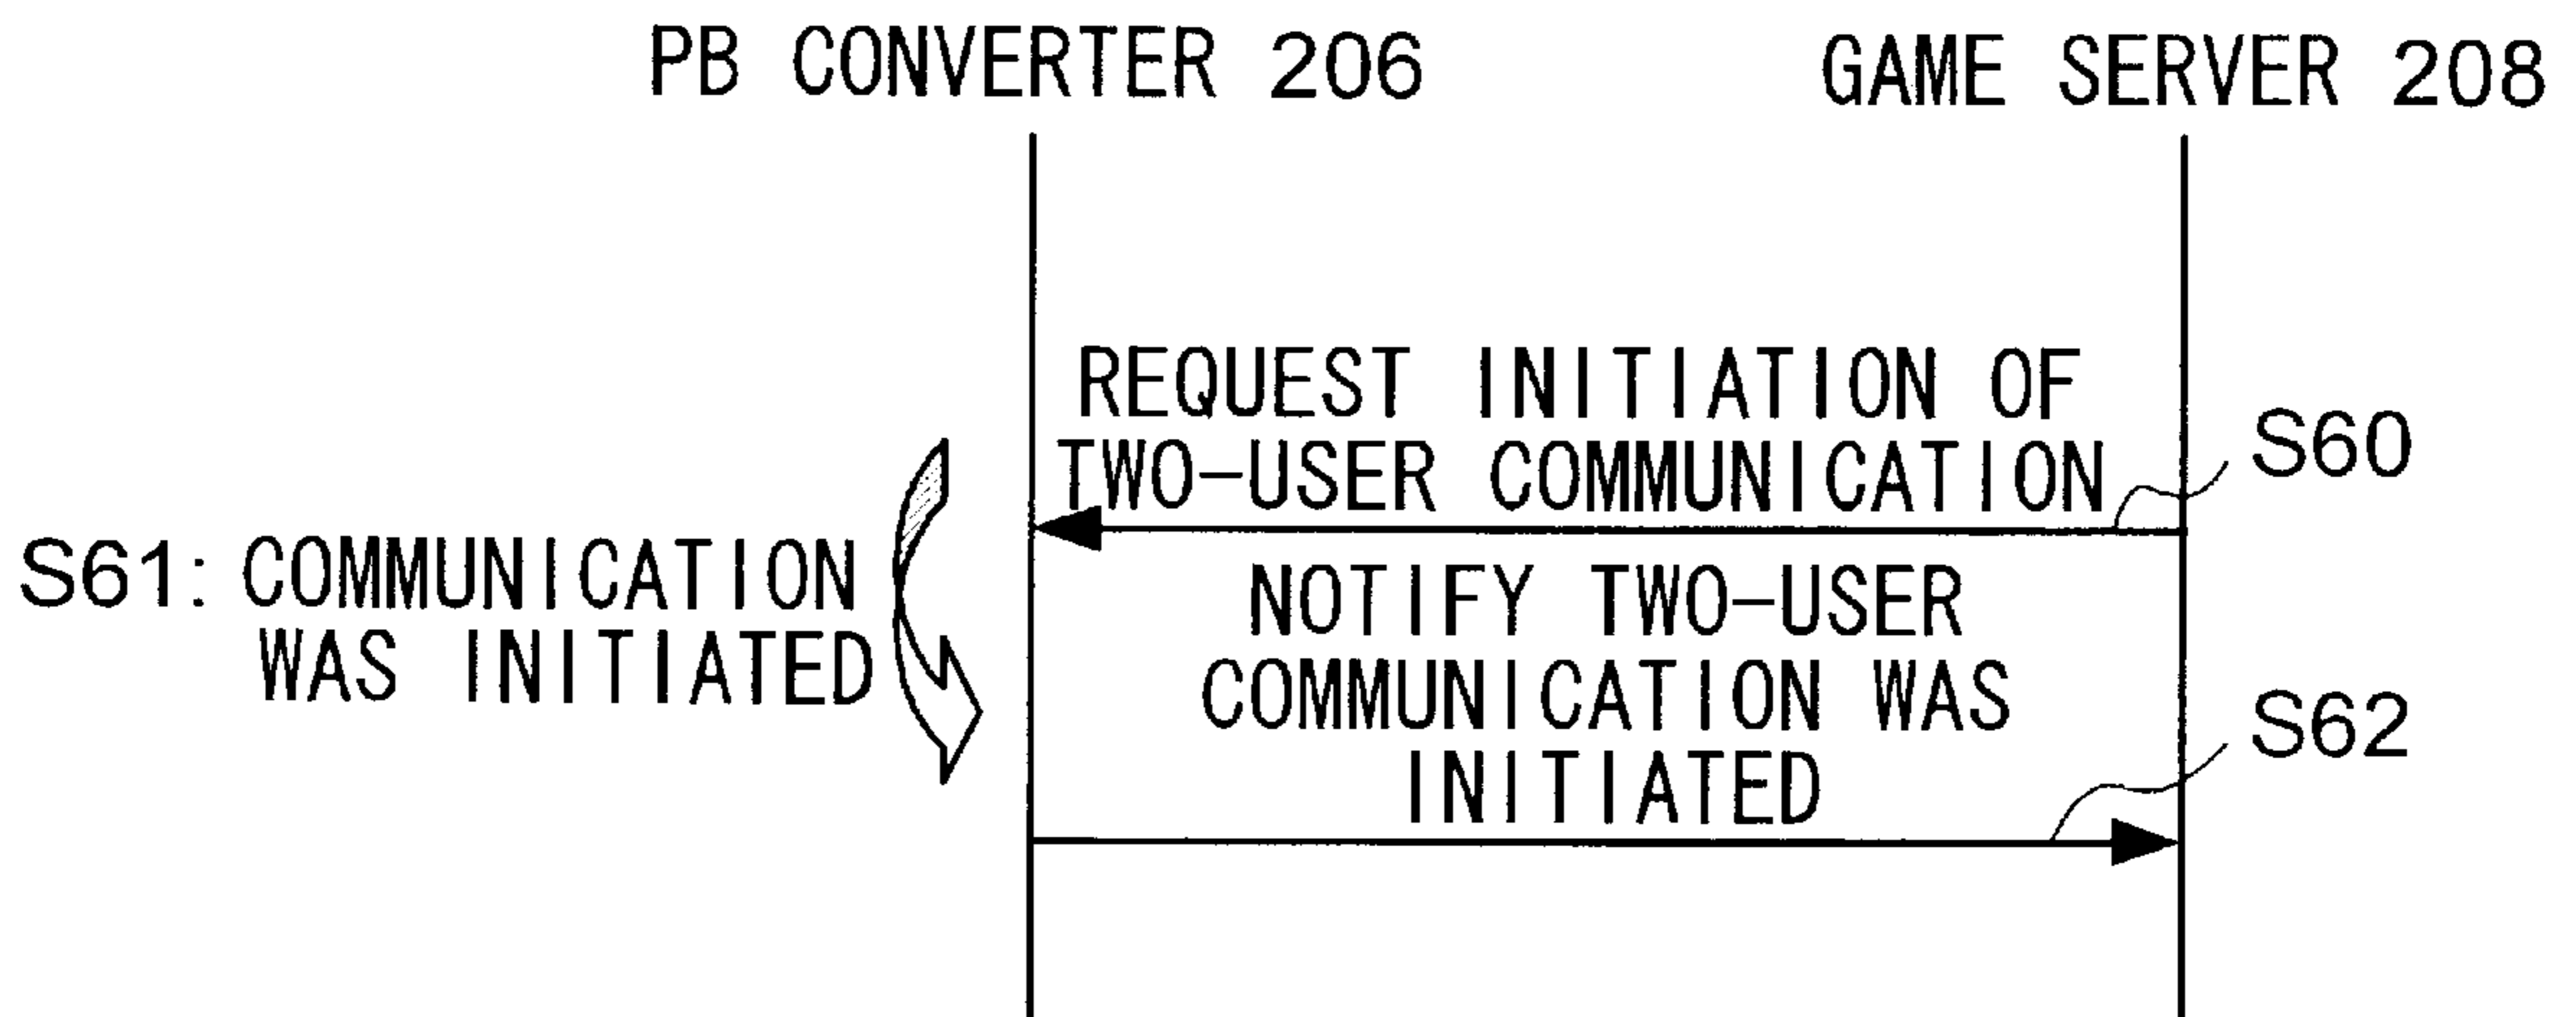 PB CONVERTER 206
GAME SERVER 208
REQUEST INITIATION OF
TWO-USER COMMUNICATION
S60
S61: COMMUNICATION
WAS INITIATED
NOTIFY TWO-USER
COMMUNICATION WAS
INITIATED
S62